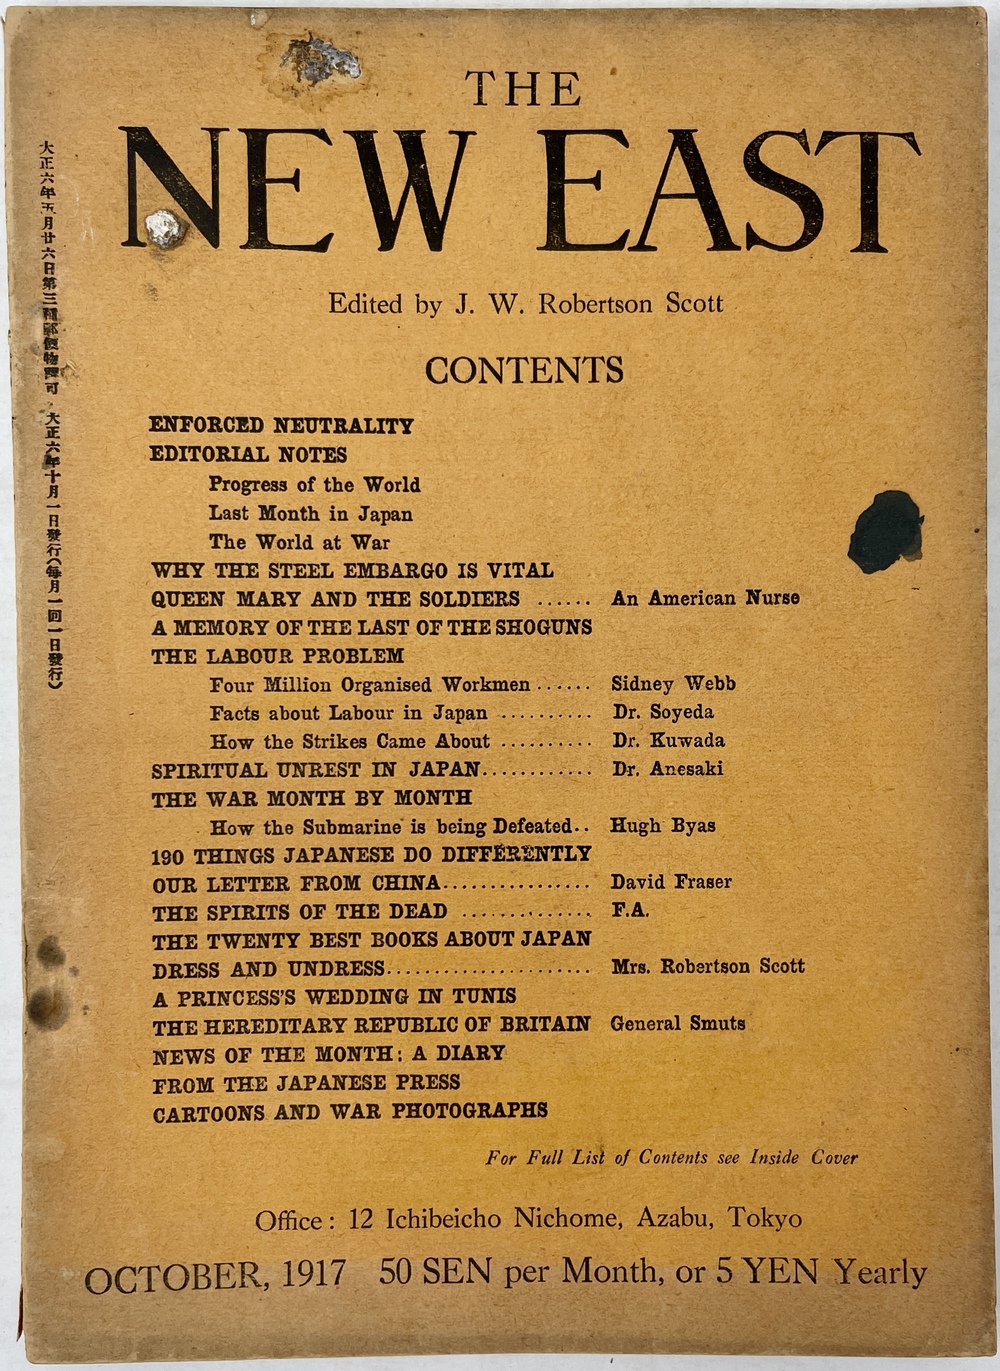 THE
NEW EAST
Edited by J. W. Robertson Scott
CONTENTS
ENFORCED NEUTRALITY
EDITORIAL NOTES
Progress of the World
Last Month in Japan
The World at War
WHY THE STEEL EMBARGO IS VITAL
QUEEN MARY AND THE SOLDIERS ...... An American Nurse
A MEMORY OF THE LAST OF THE SHOGUNS
THE LABOUR PROBLEM
Four Million Organised Workmen ...... Sidney Webb
Facts about Labour in Japan .......... Dr. Soyeda
How the Strikes Came About .......... Dr. Kuwada
SPIRITUAL UNREST IN JAPAN............ Dr. Anesaki
THE WAR MONTH BY MONTH
How the Submarine is being Defeated.. Hugh Byas
190 THINGS JAPANESE DO DIFFERENTLY
OUR LETTER FROM CHINA................ David Fraser
THE SPIRITS OF THE DEAD .............. F.A.
THE TWENTY BEST BOOKS ABOUT JAPAN
DRESS AND UNDRESS...................... Mrs. Robertson Scott
A PRINCESS'S WEDDING IN TUNIS
THE HEREDITARY REPUBLIC OF BRITAIN General Smuts
NEWS OF THE MONTH: A DIARY
FROM THE JAPANESE PRESS
CARTOONS AND WAR PHOTOGRAPHS
For Full List of Contents see Inside Cover
Office: 12 Ichibeicho Nichome, Azabu, Tokyo
OCTOBER, 1917 50 SEN per Month, or 5 YEN Yearly
大正六年五月廿六日第三種郵便物認可 大正六年十月一日發行(每月一回一日發行)